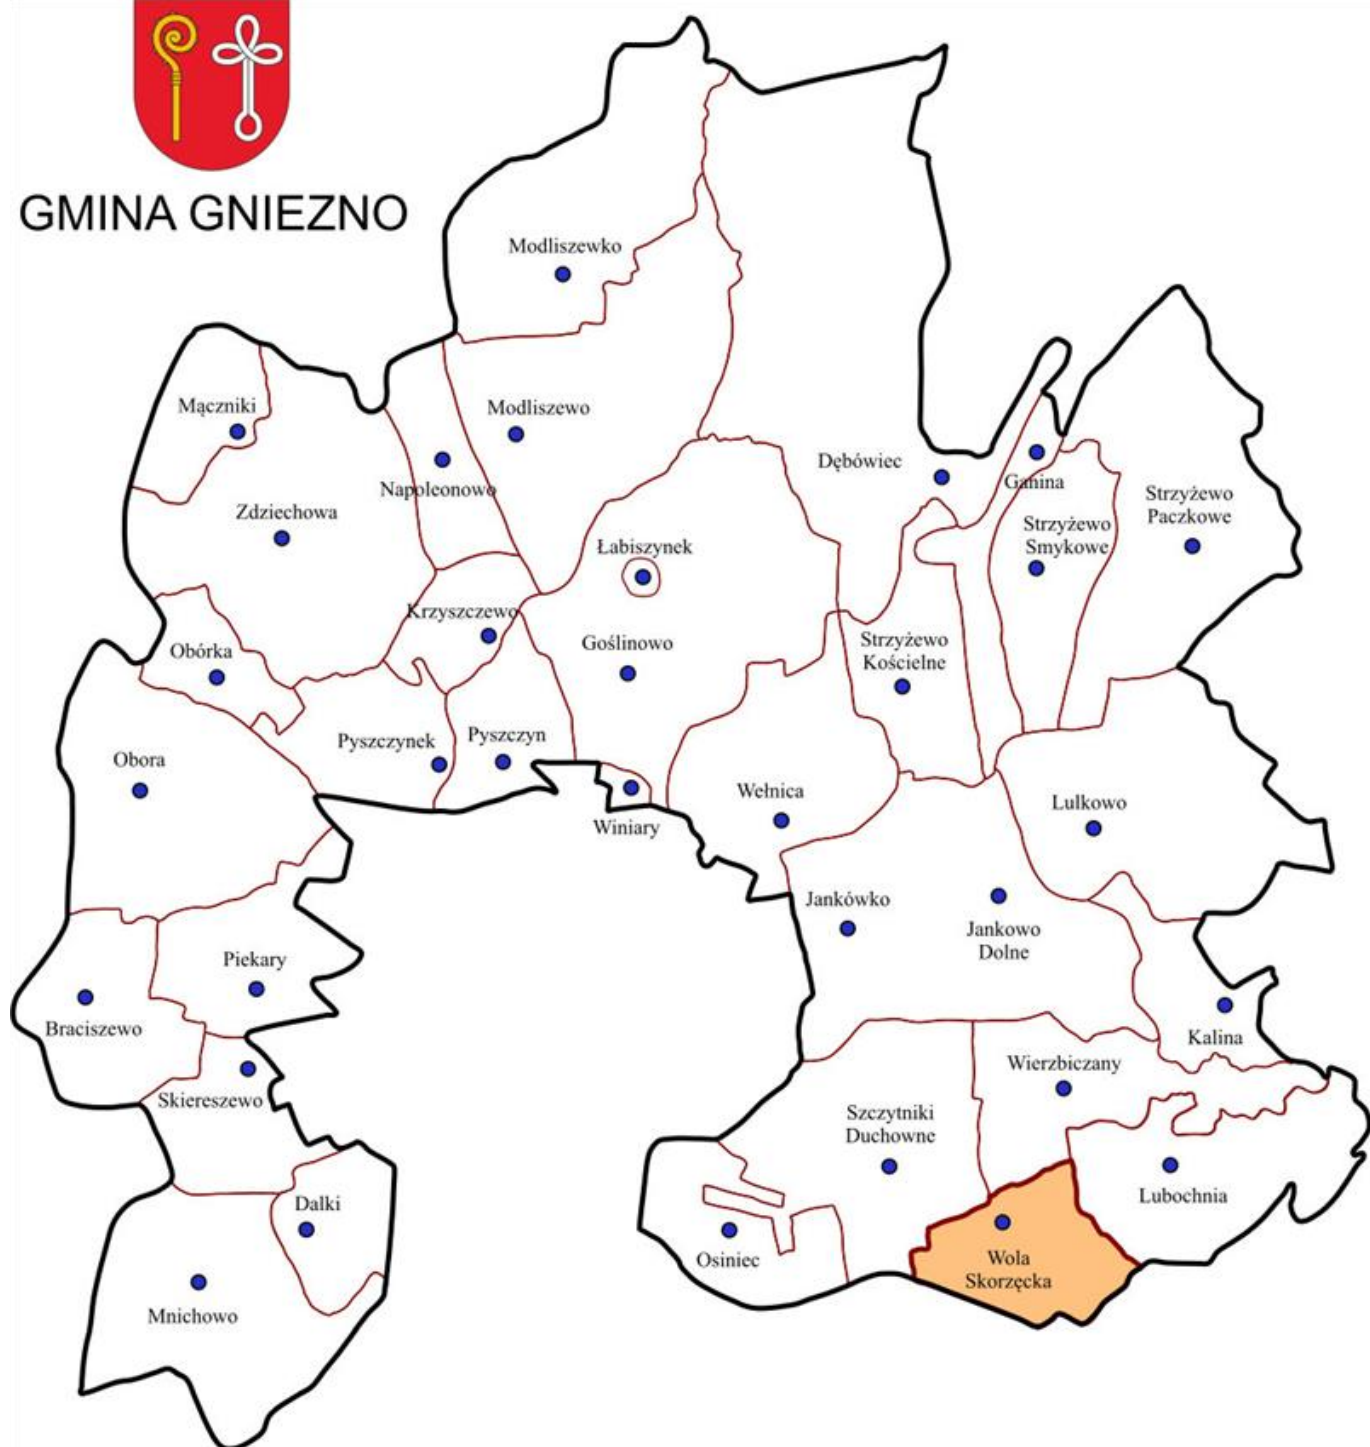 GMINA GNIEZNO
Modliszewko
Mączniki
Modliszewo
Dębówiec
Napoleonowo
Ganina
Strzyżewo
Paczkowe
Zdziechowa
Strzyżewo
Smykowe
Łabiszynek
Krzyszczewo
Obórka
Goślinowo
Strzyżewo
Kościelne
Pyszczynek
Pyszczyn
Obora
Wełnica
Lulkowo
Winiary
Jankówko
Jankowo
Dolne
Piekary
Braciszewo
Kalina
Wierzbiczany
Skiereszewo
Szczytniki
Duchowne
Lubochnia
Dalki
Osiniec
Wola
Skorzęcka
Mnichowo